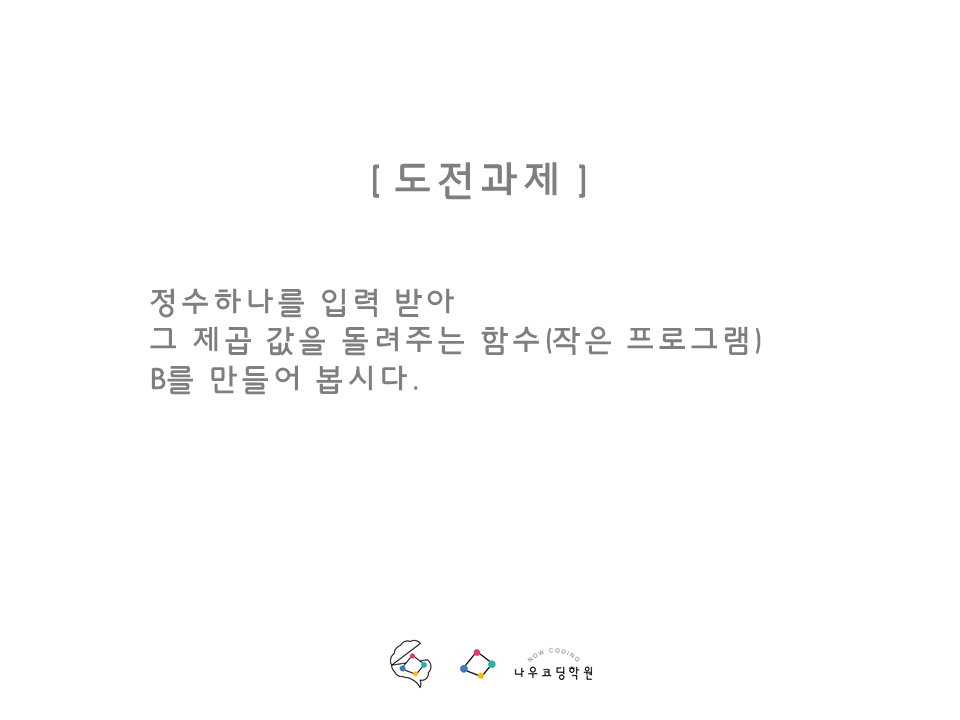 [ 도전과제 ]
정수하나를 입력 받아
그 제곱 값을 돌려주는 함수(작은 프로그램)
B를 만들어 봅시다.
NOW CODING
나우코딩학원